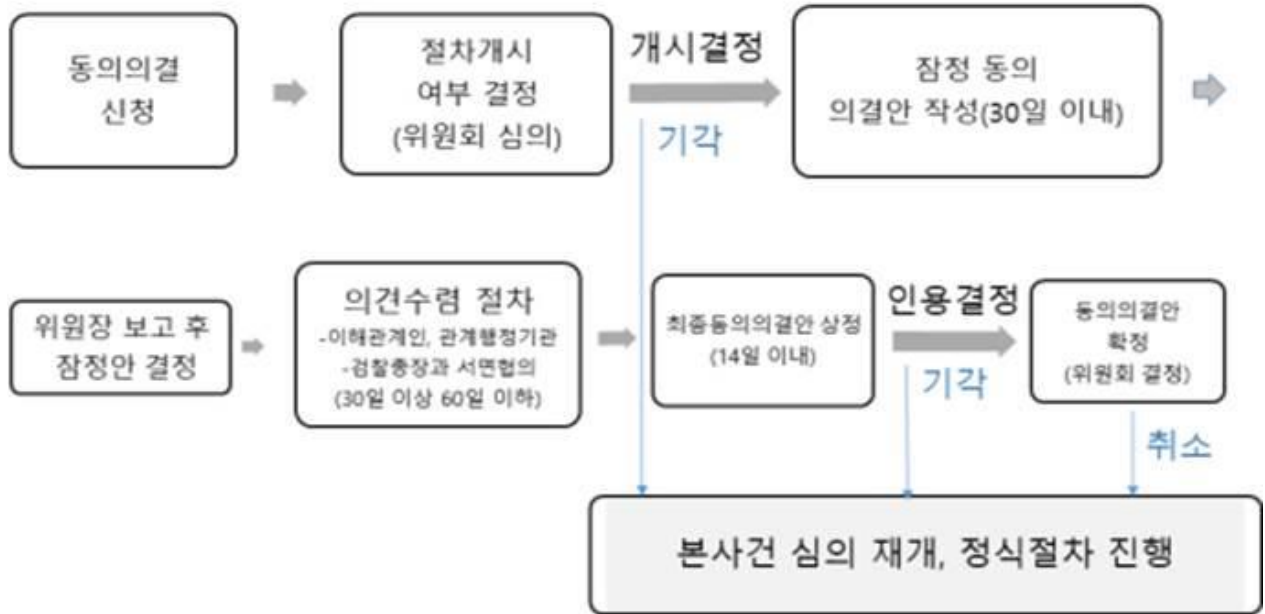 동의의결
신청
절차개시
여부 결정
(위원회 심의)
개시결정
기각
잠정 동의
의결안 작성(30일 이내)
위원장 보고 후
잠정안 결정
의견수렴 절차
-이해관계인, 관계행정기관
-검찰총장과 서면협의
(30일 이상 60일 이하)
최종동의의결안 상정
(14일 이내)
인용결정
기각
동의의결안
확정
(위원회 결정)
취소
본사건 심의 재개, 정식절차 진행